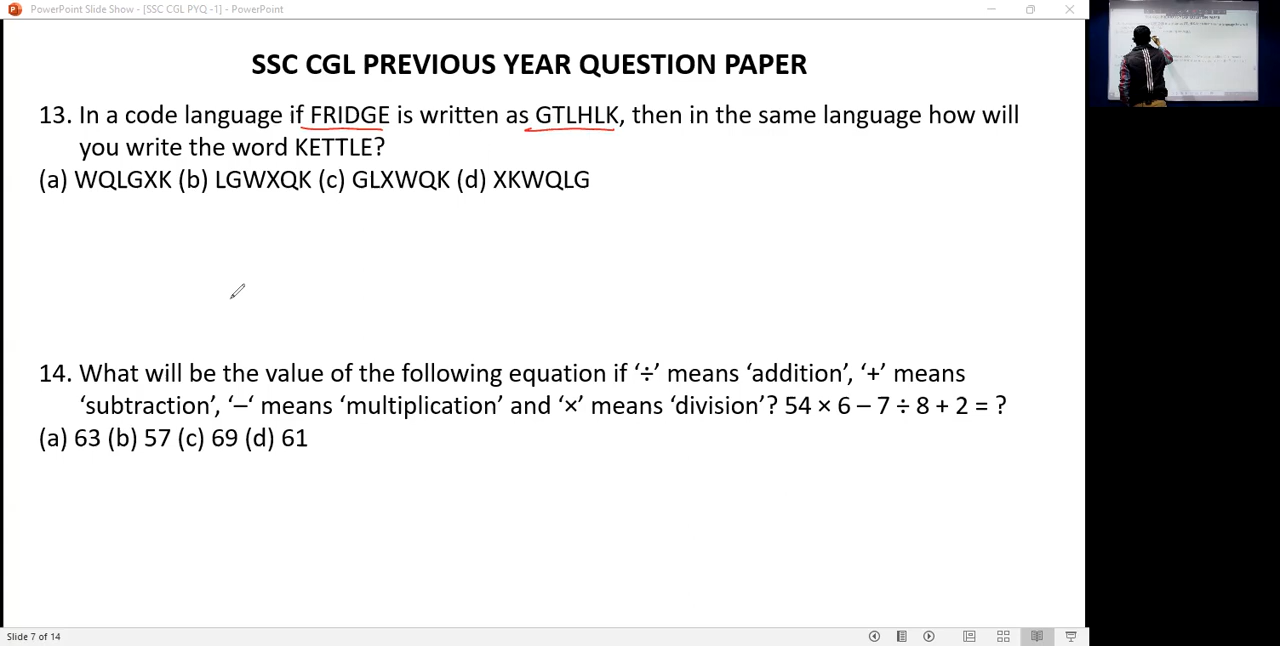 PowerPoint Slide Show - [SSC CGL PYQ -1] - PowerPoint
SSC CGL PREVIOUS YEAR QUESTION PAPER
13. In a code language if FRIDGE is written as GTLHLK, then in the same language how will
you write the word KETTLE?
(a) WQLGXK (b) LGWXQK (c) GLXWQK (d) XKWQLG
14. What will be the value of the following equation if ‘÷’ means ‘addition’, ‘+’ means
‘subtraction’, ‘–‘ means ‘multiplication’ and ‘×’ means ‘division’? 54 × 6 – 7 ÷ 8 + 2 = ?
(a) 63 (b) 57 (c) 69 (d) 61
Slide 7 of 14